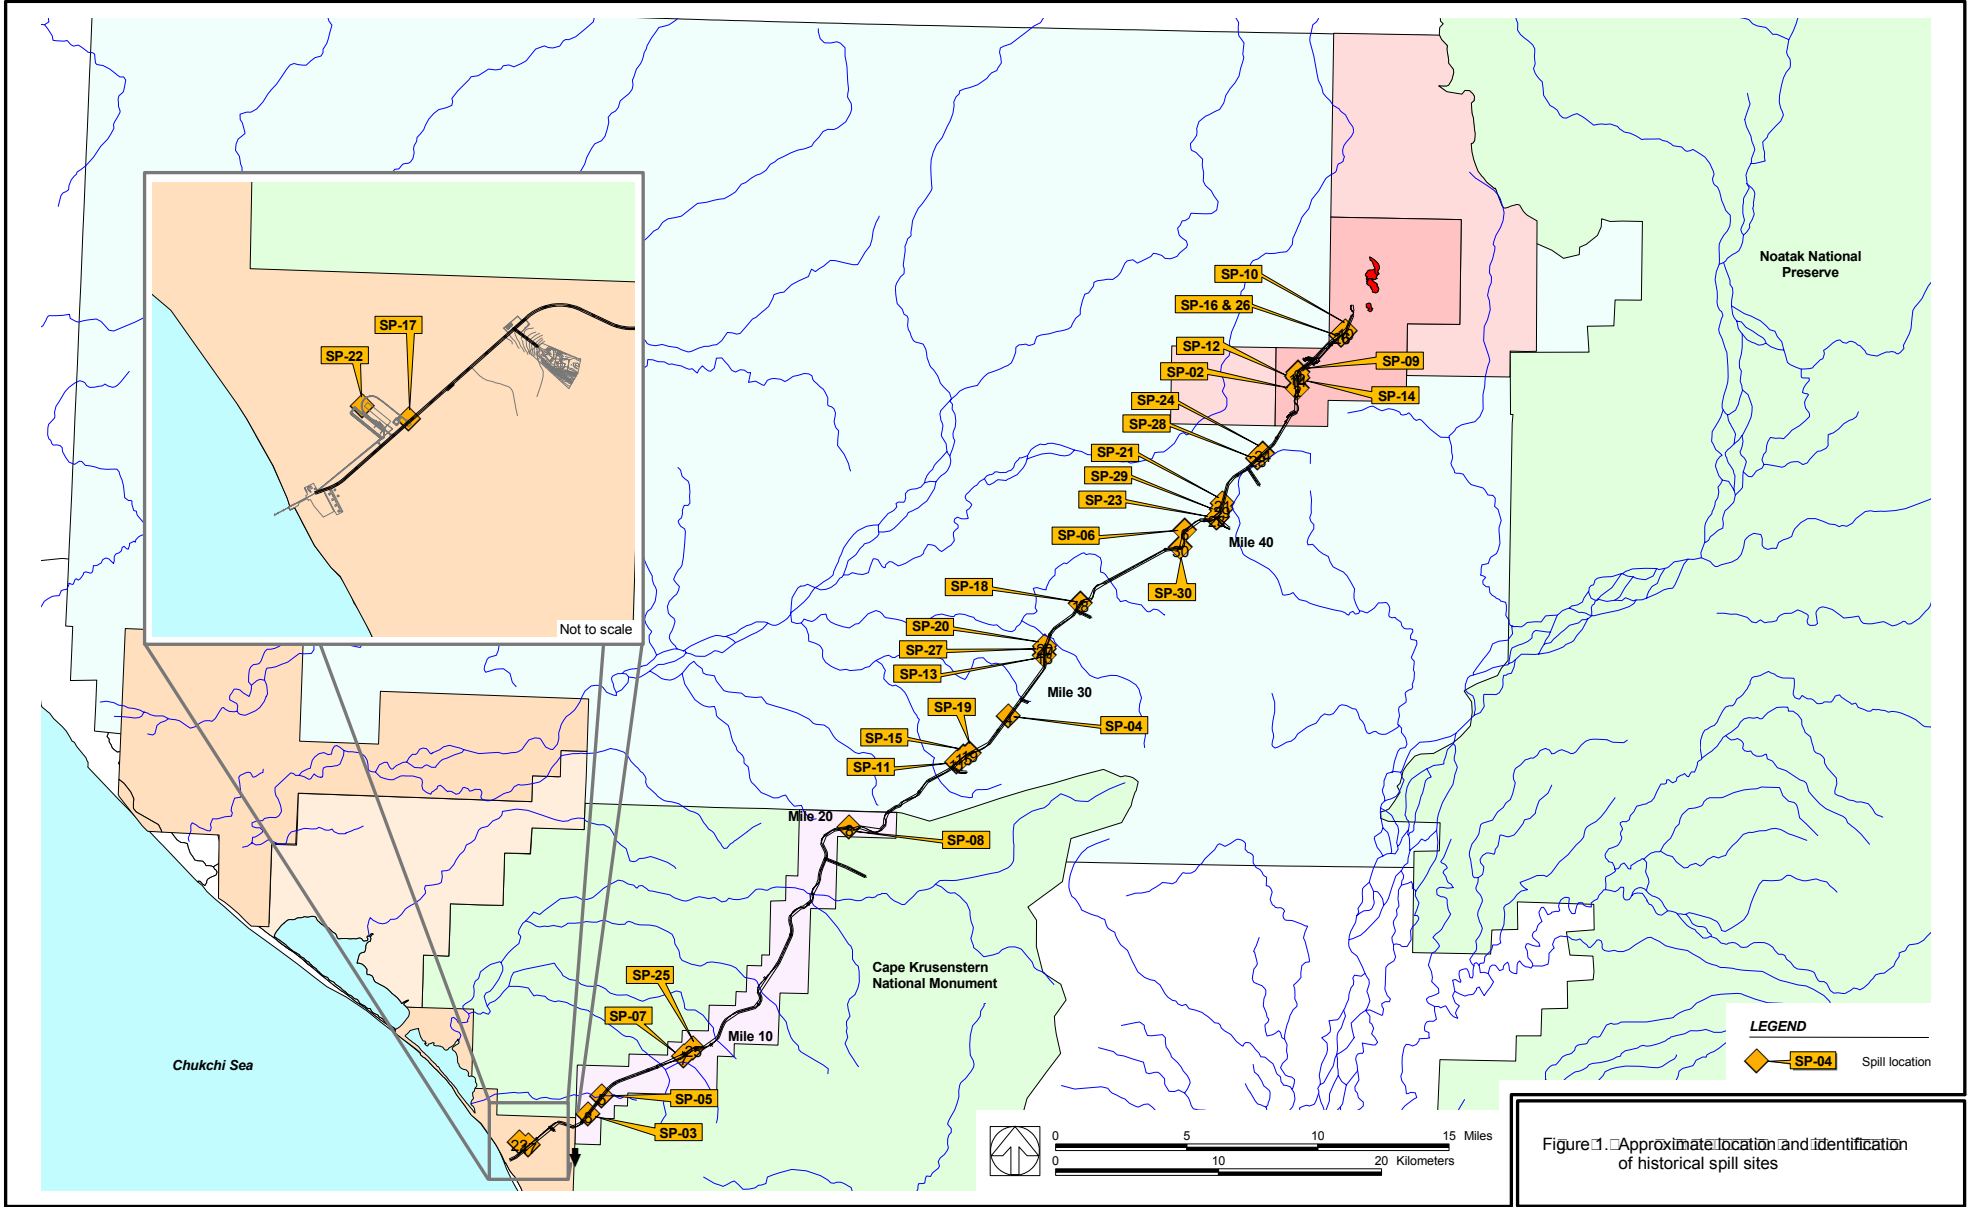 Noatak National
Preserve
SP-10
SP-16 & 26
SP-12
SP-09
SP-02
SP-14
SP-24
SP-28
SP-21
SP-29
SP-23
SP-06
Mile 40
SP-30
SP-18
SP-20
SP-27
SP-13
Mile 30
SP-19
SP-04
SP-15
SP-11
Mile 20
SP-08
SP-17
SP-22
Not to scale
Cape Krusenstern
National Monument
SP-25
SP-07
Mile 10
SP-05
SP-03
Chukchi Sea
LEGEND
SP-04 Spill location
0 5 10 15 Miles
0 10 20 Kilometers
Figure 1. Approximate location and identification
of historical spill sites